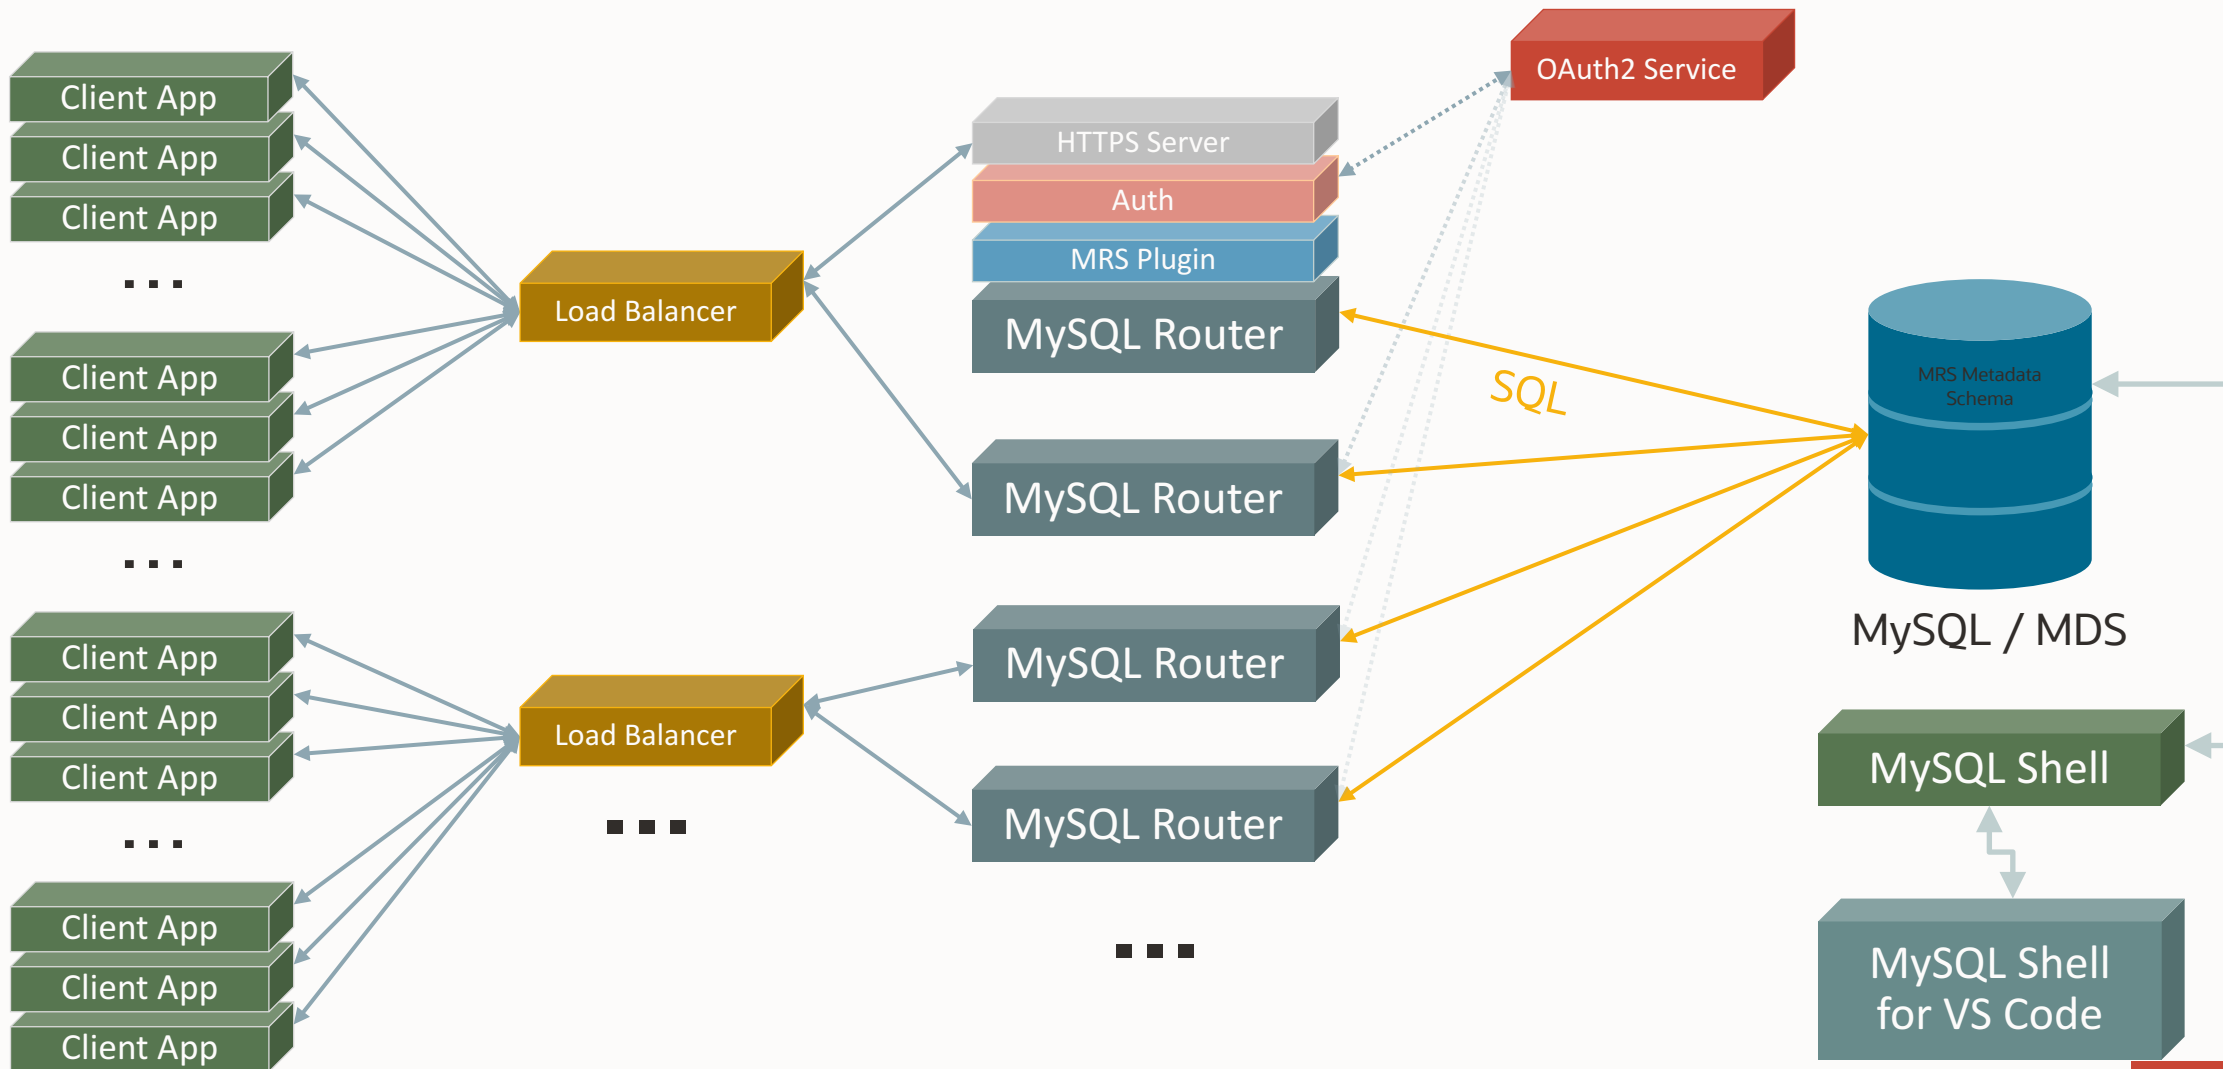 Client App
Client App
Client App
...
Client App
Client App
Client App
...
Client App
Client App
Client App
...
Client App
Client App
Client App
Load Balancer
Load Balancer
...
HTTPS Server
Auth
MRS Plugin
MySQL Router
MySQL Router
MySQL Router
MySQL Router
...
OAuth2 Service
SQL
MRS Metadata
Schema
MySQL / MDS
MySQL Shell
MySQL Shell
for VS Code